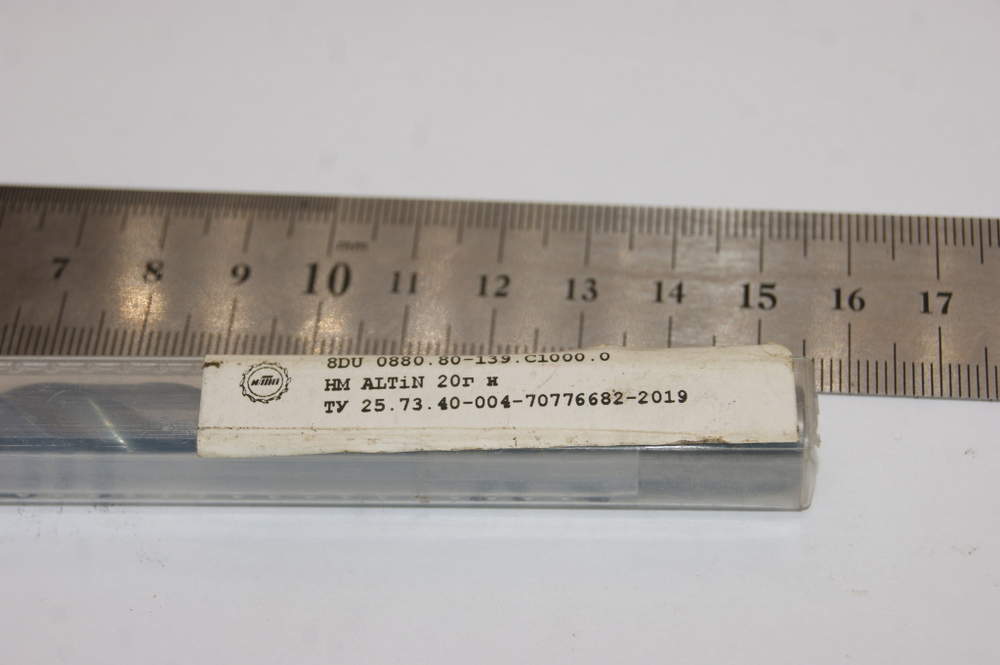 mm
7 8 9 10 11 12 13 14 15 16 17
8DU 0880.80-139.C1000.0
HM ALTiN 20г н
ТУ 25.73.40-004-70776682-2019